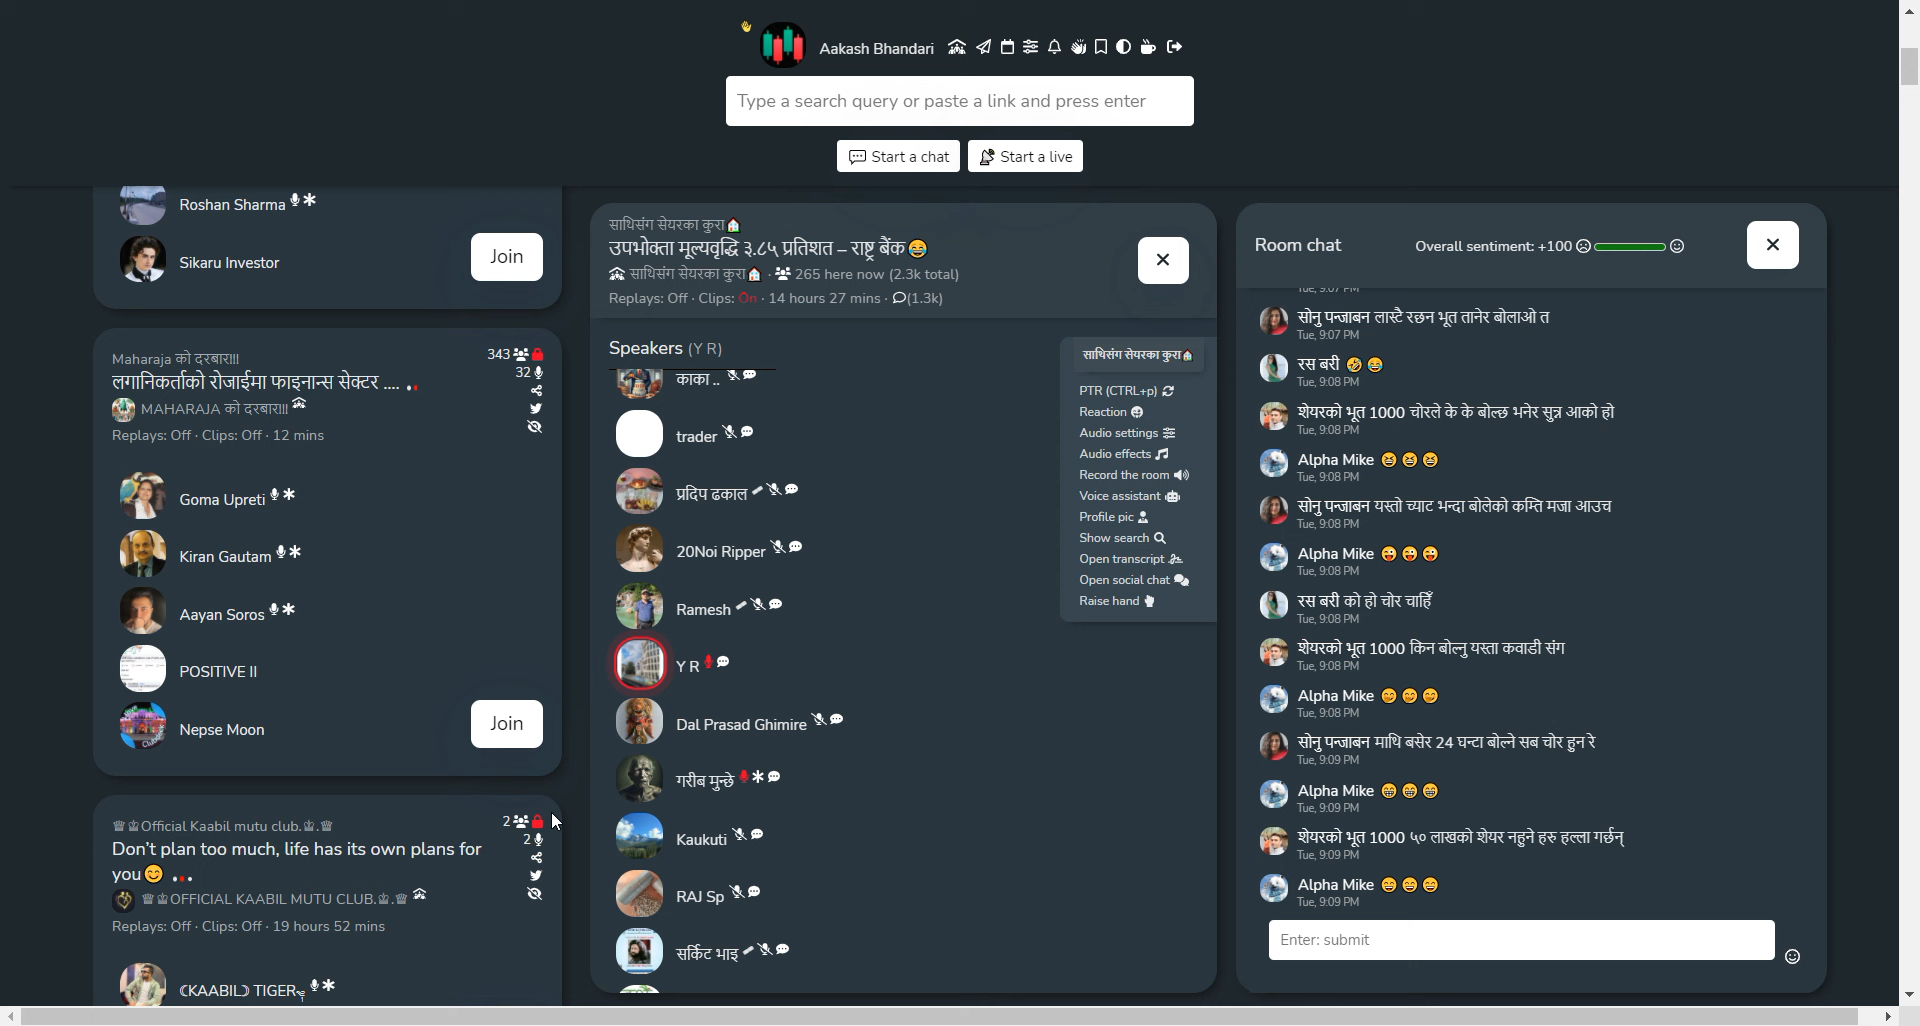 Aakash Bhandari
Type a search query or paste a link and press enter
Start a chat
Start a live
Roshan Sharma
Sikaru Investor
Join
Maharaja को दरबार!!!
लगानिकर्ताको रोजाईमा फाइनान्स सेक्टर ....
MAHARAJA को दरबार!!!
Replays: Off · Clips: Off · 12 mins
343
32
Goma Upreti
Kiran Gautam
Aayan Soros
POSITIVE II
Nepse Moon
Join
♕♔Official Kaabil mutu club.♔.♕
Don't plan too much, life has its own plans for
you😊
♕♔OFFICIAL KAABIL MUTU CLUB.♔.♕
Replays: Off · Clips: Off · 19 hours 52 mins
2
2
☾KAABIL☽ TIGER
साथिसंग सेयरका कुरा🏠
उपभोक्ता मूल्यवृद्धि ३.८५ प्रतिशत – राष्ट्र बैंक😂
साथिसंग सेयरका कुरा🏠 · 265 here now (2.3k total)
Replays: Off · Clips: On · 14 hours 27 mins · (1.3k)
Speakers (Y R)
काका ..
trader
प्रदिप ढकाल
20Noi Ripper
Ramesh
Y R
Dal Prasad Ghimire
गरीब मुन्छे
Kaukuti
RAJ Sp
सर्किट भाइ
साथिसंग सेयरका कुरा🏠
PTR (CTRL+p)
Reaction
Audio settings
Audio effects
Record the room
Voice assistant
Profile pic
Show search
Open transcript
Open social chat
Raise hand
Room chat
Overall sentiment: +100
Tue, 9:07 PM
सोनु पन्जाबन लास्टै रछन भूत तानेर बोलाओ त
Tue, 9:07 PM
रस बरी 🤣 😂
Tue, 9:08 PM
शेयरको भूत 1000 चोरले के के बोल्छ भनेर सुन्न आको हो
Tue, 9:08 PM
Alpha Mike 😆 😆 😆
Tue, 9:08 PM
सोनु पन्जाबन यस्तो च्याट भन्दा बोलेको कम्ति मजा आउच
Tue, 9:08 PM
Alpha Mike 😜 😜 😜
Tue, 9:08 PM
रस बरी को हो चोर चाहिँ
Tue, 9:08 PM
शेयरको भूत 1000 किन बोल्नु यस्ता कवाडी संग
Tue, 9:08 PM
Alpha Mike 🤭 🤭 🤭
Tue, 9:08 PM
सोनु पन्जाबन माथि बसेर 24 घन्टा बोल्ने सब चोर हुन रे
Tue, 9:09 PM
Alpha Mike 😁 😁 😁
Tue, 9:09 PM
शेयरको भूत 1000 ५० लाखको शेयर नहुने हरु हल्ला गर्छन्
Tue, 9:09 PM
Alpha Mike 😄 😄 😄
Tue, 9:09 PM
Enter: submit